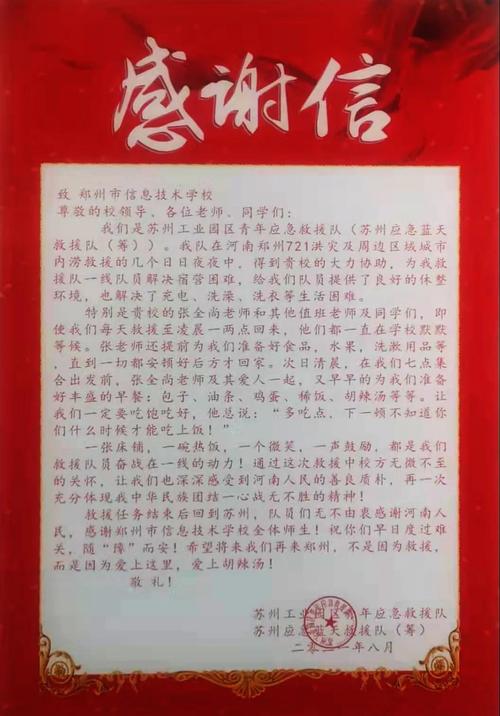 感谢信
致 郑州市信息技术学校
尊敬的校领导、各位老师、同学们：
我们是苏州工业园区青年应急救援队（苏州应急蓝天
救援队（筹））。我队在河南郑州721洪灾及周边区域城市
内涝救援的几个日日夜夜中，得到贵校的大力协助，为我救
援队一线队员解决宿营困难，给我们队员提供了良好的休整
环境，也解决了充电、洗澡、洗衣等生活困难。
特别是贵校的张全尚老师和其他值班老师及同学们，即
使我们每天救援至凌晨一两点回来，他们都一直在学校默默
等候。张老师还提前为我们准备好食品，水果，洗漱用品等
，直到一切都安顿好后方才回家。次日清晨，在我们七点集
合出发前，张全尚老师及其爱人一起，又早早的为我们准备
好丰盛的早餐：包子、油条、鸡蛋、稀饭、胡辣汤等等。让
我们一定要吃饱吃好，他总说：“多吃点，下一顿不知道你
们什么时候才能吃上饭！”
一张床铺，一碗热饭，一个微笑，一声鼓励，都是我们
救援队员奋战在一线的动力！通过这次救援中校方无微不至
的关怀，让我们也深深感受到河南人民的善良质朴，再一次
充分体现我中华民族团结一心战无不胜的精神！
救援任务结束后回到苏州，队员们无不由衷感谢河南人
民，感谢郑州市信息技术学校全体师生！祝你们早日度过难
关，随“障”而安！希望将来我们再来郑州，不是因为救援，
而是因为爱上这里，爱上胡辣汤！
敬 礼！
苏州工业园区青年应急救援队
苏州应急蓝天救援队（筹）
二〇二一年八月